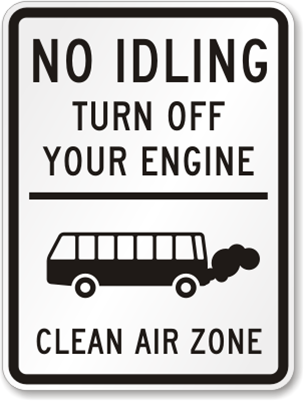 NO IDLING
TURN OFF
YOUR ENGINE
CLEAN AIR ZONE